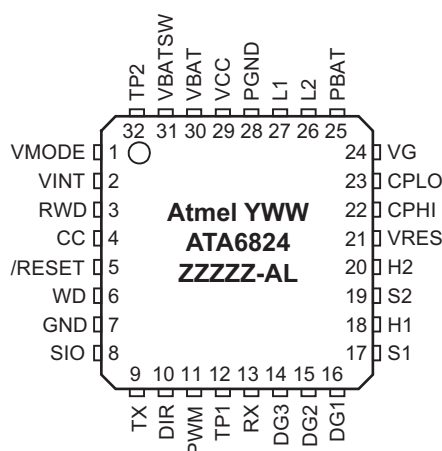 TP2
VBATSW
VBAT
VCC
PGND
L1
L2
PBAT
32 31 30 29 28 27 26 25
VMODE 1 24 VG
VINT 2 23 CPLO
RWD 3 22 CPHI
CC 4 21 VRES
/RESET 5 20 H2
WD 6 19 S2
GND 7 18 H1
SIO 8 17 S1
Atmel YWW
ATA6824
ZZZZZ-AL
9 10 11 12 13 14 15 16
TX
DIR
PWM
TP1
RX
DG3
DG2
DG1